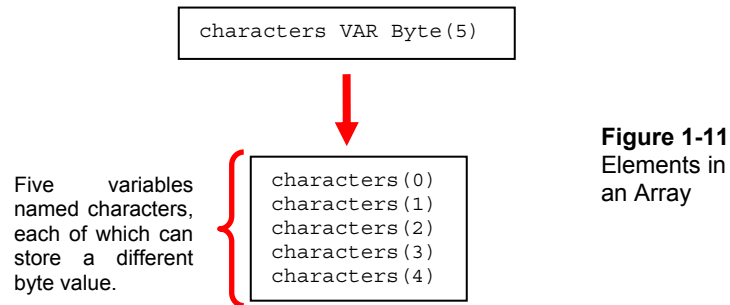 characters VAR Byte(5)
Five variables
named characters,
each of which can
store a different
byte value.
characters(0)
characters(1)
characters(2)
characters(3)
characters(4)
Figure 1-11
Elements in
an Array